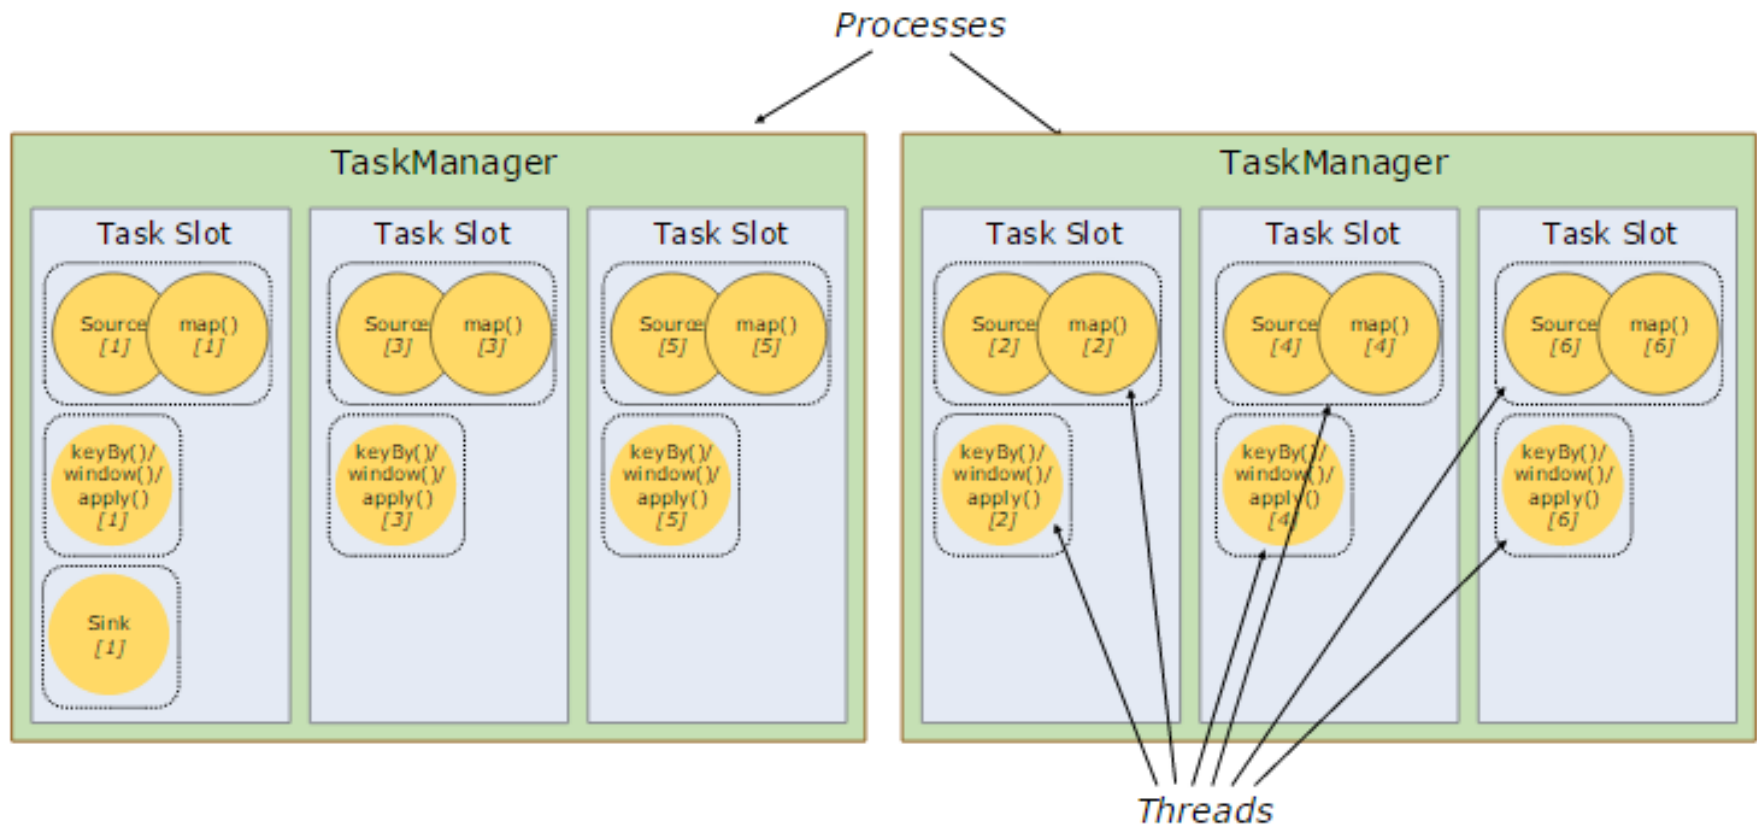 Processes
TaskManager
Task Slot
Source
[1]
map()
[1]
keyBy()/
window()/
apply()
[1]
Sink
[1]
Task Slot
Source
[3]
map()
[3]
keyBy()/
window()/
apply()
[3]
Task Slot
Source
[5]
map()
[5]
keyBy()/
window()/
apply()
[5]
TaskManager
Task Slot
Source
[2]
map()
[2]
keyBy()/
window()/
apply()
[2]
Task Slot
Source
[4]
map()
[4]
keyBy()/
window()/
apply()
[4]
Task Slot
Source
[6]
map()
[6]
keyBy()/
window()/
apply()
[6]
Threads